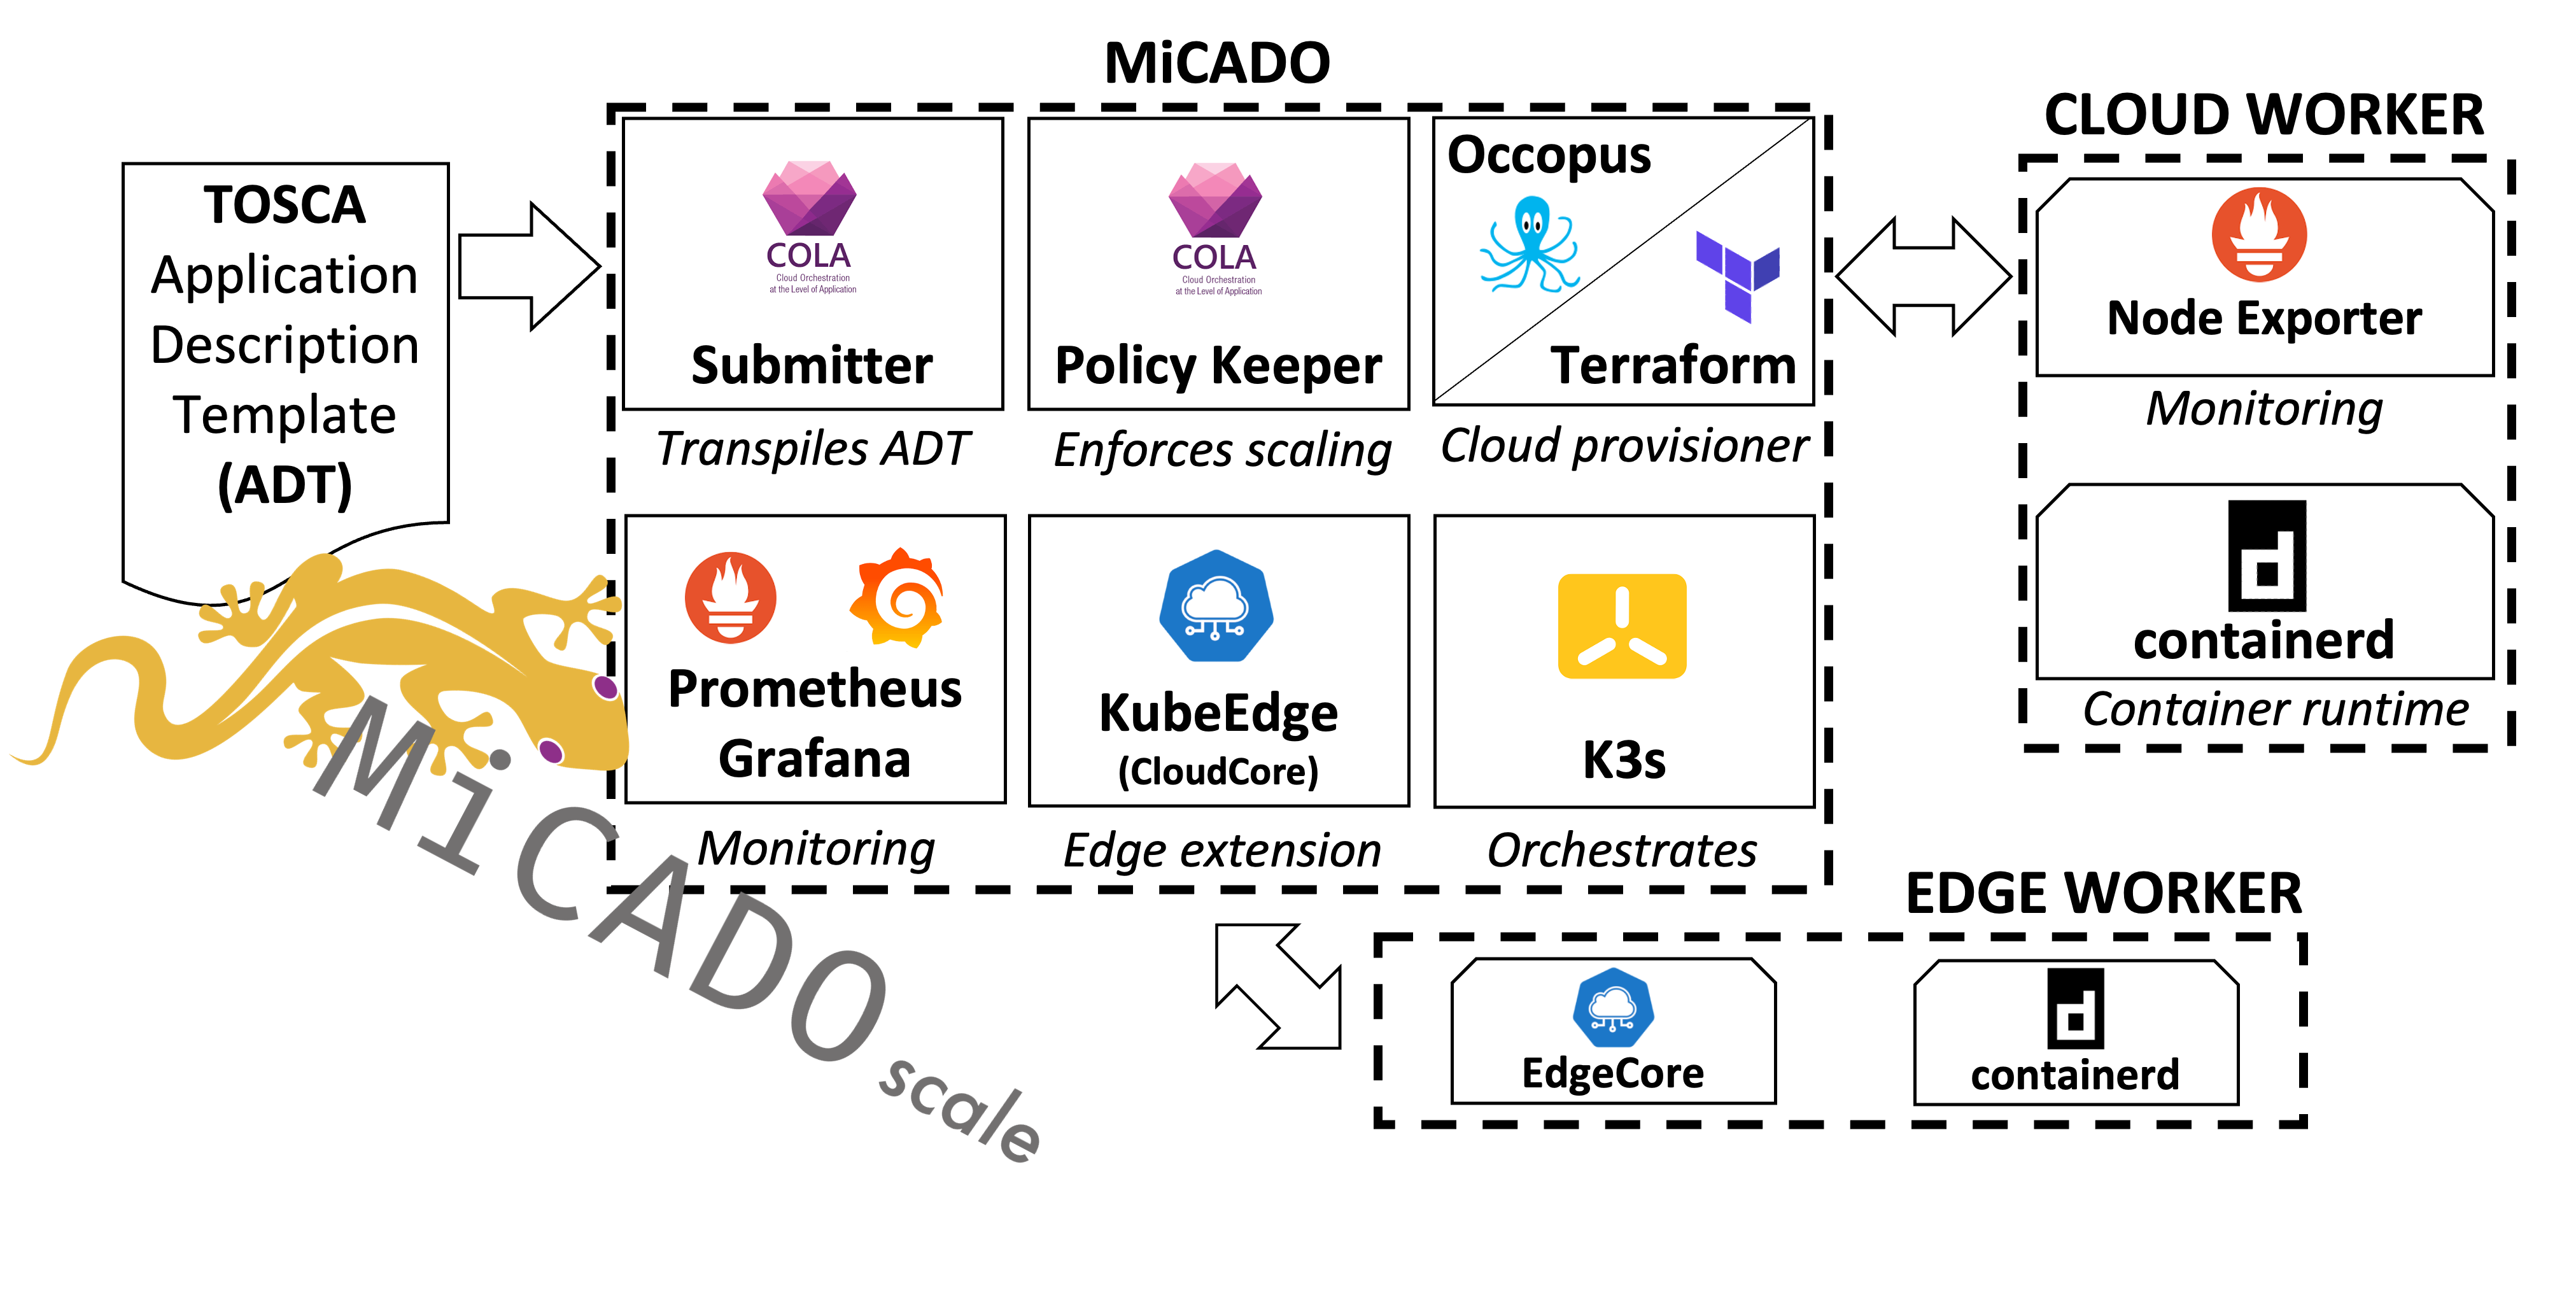 MiCADO
TOSCA
Application
Description
Template
(ADT)
COLA
Cloud Orchestration
at the Level of Application
Submitter
Transpiles ADT
COLA
Cloud Orchestration
at the Level of Application
Policy Keeper
Enforces scaling
Occopus
Terraform
Cloud provisioner
Prometheus
Grafana
Monitoring
KubeEdge
(CloudCore)
Edge extension
K3s
Orchestrates
CLOUD WORKER
Node Exporter
Monitoring
containerd
Container runtime
EDGE WORKER
EdgeCore
containerd
MiCADO
scale